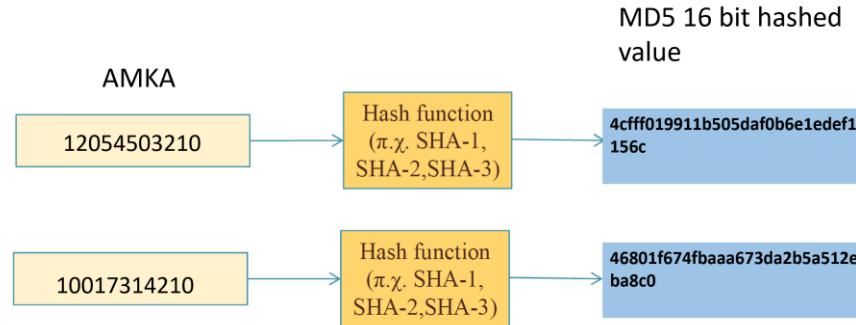 MD5 16 bit hashed
value
AMKA
12054503210
Hash function
(π.χ. SHA-1,
SHA-2,SHA-3)
4cfff019911b505daf0b6e1edef1
156c
10017314210
Hash function
(π.χ. SHA-1,
SHA-2,SHA-3)
46801f674fbaaa673da2b5a512e
ba8c0